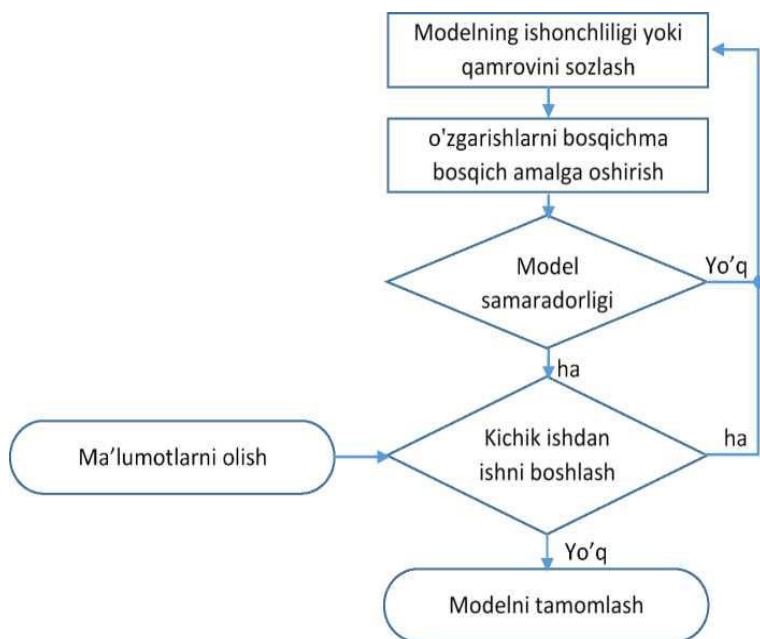 Modelning ishonchliligi yoki
qamrovini sozlash
o'zgarishlarni bosqichma
bosqich amalga oshirish
Model
samaradorligi
Yo’q
ha
Ma’lumotlarni olish
Kichik ishdan
ishni boshlash
ha
Yo’q
Modelni tamomlash